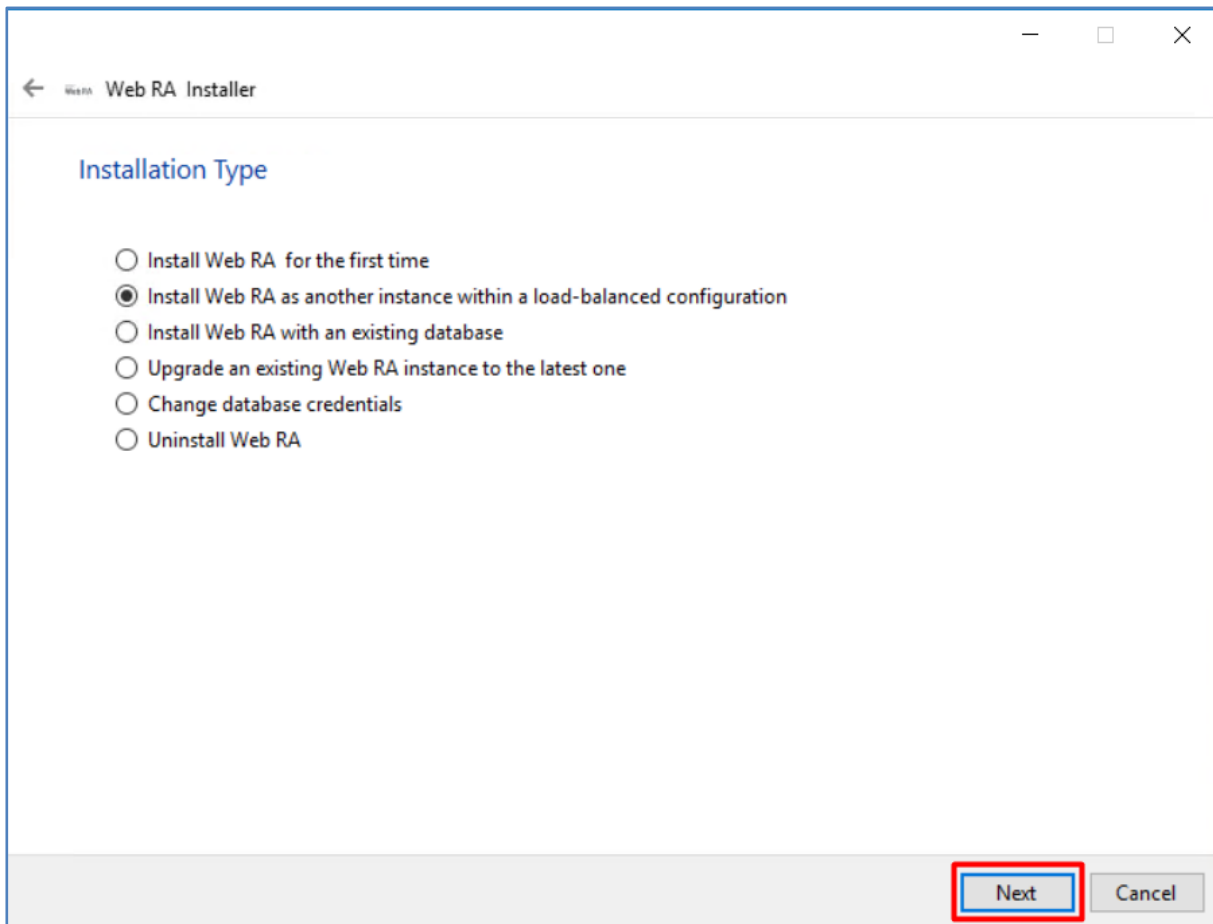 Web RA Installer
Installation Type
Install Web RA for the first time
Install Web RA as another instance within a load-balanced configuration
Install Web RA with an existing database
Upgrade an existing Web RA instance to the latest one
Change database credentials
Uninstall Web RA
Next Cancel